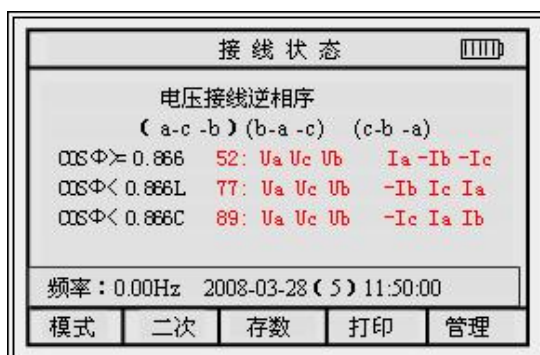 接线状态
电压接线逆相序
(a-c-b)(b-a-c) (c-b-a)
COSΦ>=0.866 52: Ua Uc Ub Ia -Ib -Ic
COSΦ<0.866L 77: Ua Uc Ub -Ib Ic Ia
COSΦ<0.866C 89: Ua Uc Ub -Ic Ia Ib
频率：0.00Hz 2008-03-28(5)11:50:00
模式 二次 存数 打印 管理